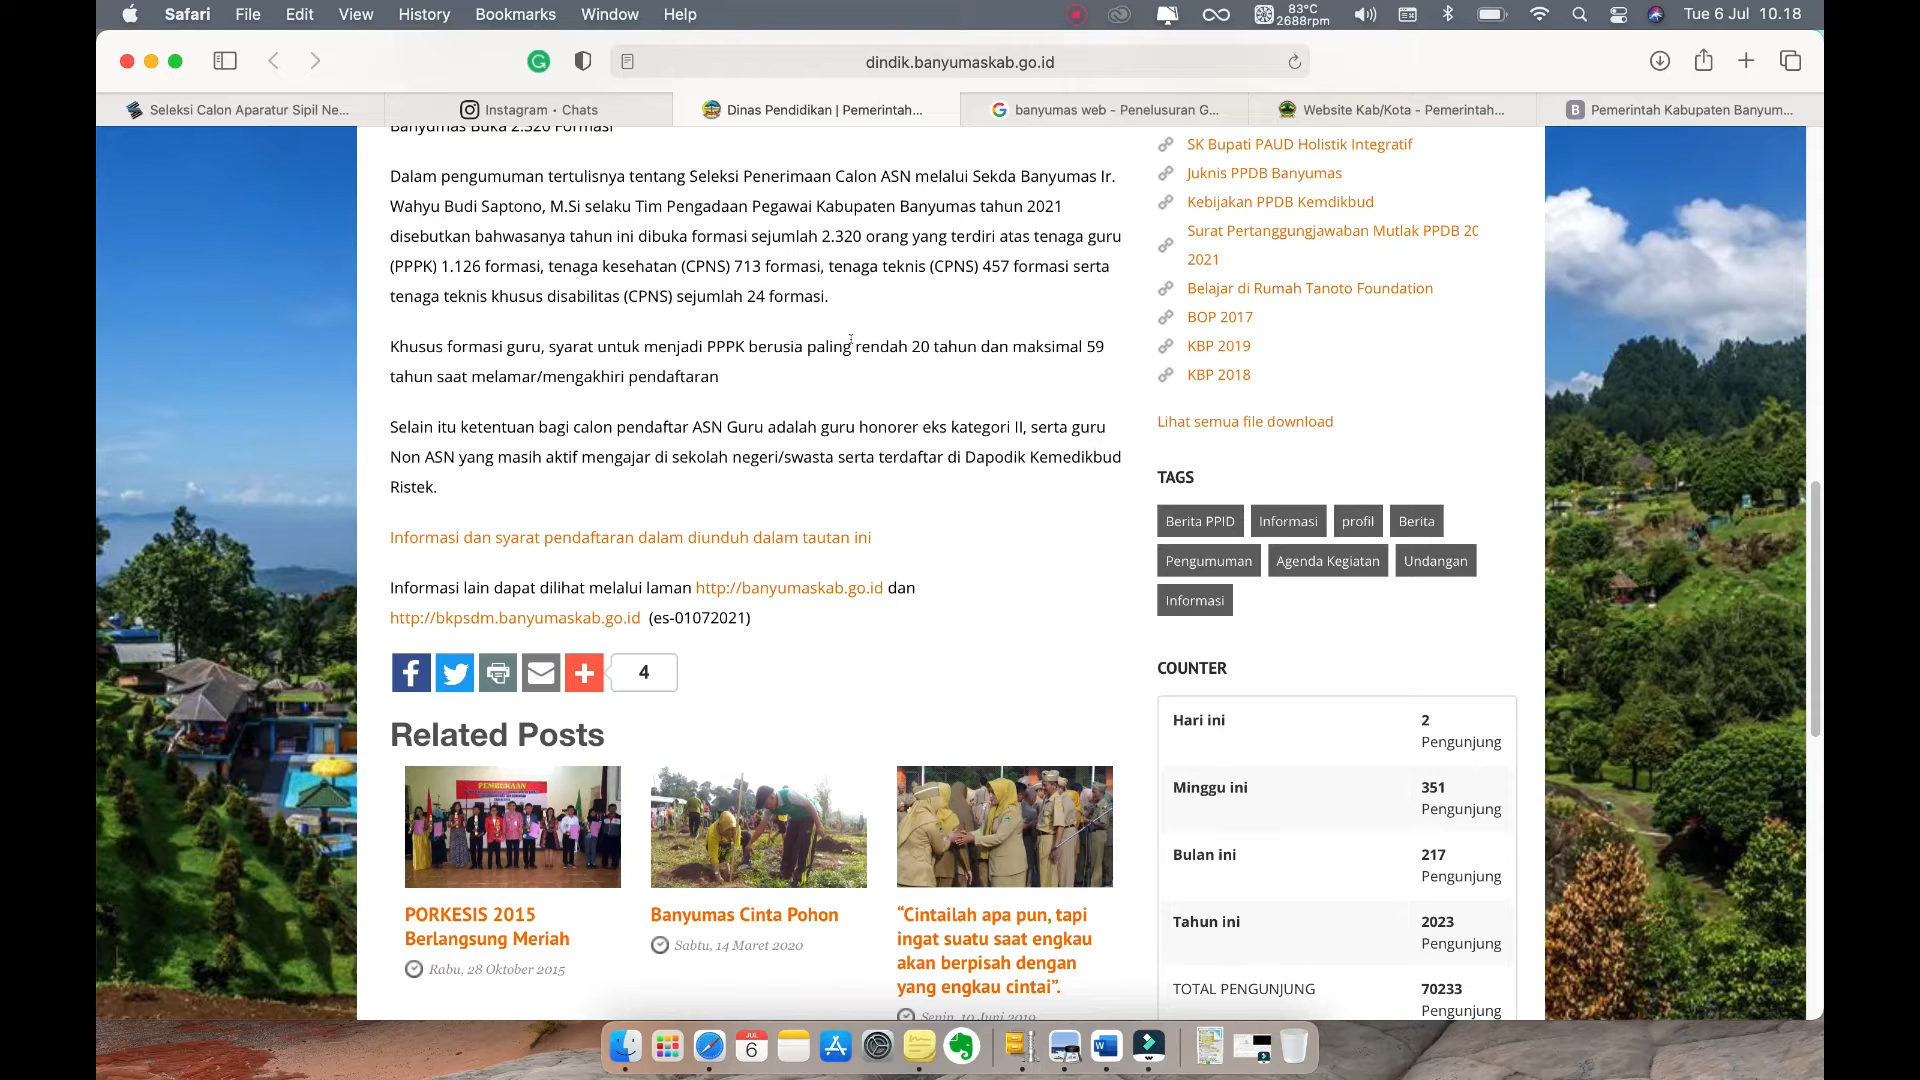 Safari File Edit View History Bookmarks Window Help
83°C
2688rpm
Tue 6 Jul 10.18
dindik.banyumaskab.go.id
Seleksi Calon Aparatur Sipil Ne...
Instagram • Chats
Dinas Pendidikan | Pemerintah...
banyumas web - Penelusuran G...
Website Kab/Kota - Pemerintah...
B Pemerintah Kabupaten Banyum...
Banyumas Buka 2.320 Formasi
Dalam pengumuman tertulisnya tentang Seleksi Penerimaan Calon ASN melalui Sekda Banyumas Ir.
Wahyu Budi Saptono, M.Si selaku Tim Pengadaan Pegawai Kabupaten Banyumas tahun 2021
disebutkan bahwasanya tahun ini dibuka formasi sejumlah 2.320 orang yang terdiri atas tenaga guru
(PPPK) 1.126 formasi, tenaga kesehatan (CPNS) 713 formasi, tenaga teknis (CPNS) 457 formasi serta
tenaga teknis khusus disabilitas (CPNS) sejumlah 24 formasi.
Khusus formasi guru, syarat untuk menjadi PPPK berusia paling rendah 20 tahun dan maksimal 59
tahun saat melamar/mengakhiri pendaftaran
Selain itu ketentuan bagi calon pendaftar ASN Guru adalah guru honorer eks kategori II, serta guru
Non ASN yang masih aktif mengajar di sekolah negeri/swasta serta terdaftar di Dapodik Kemedikbud
Ristek.
Informasi dan syarat pendaftaran dalam diunduh dalam tautan ini
Informasi lain dapat dilihat melalui laman http://banyumaskab.go.id dan
http://bkpsdm.banyumaskab.go.id (es-01072021)
4
Related Posts
PEMBUKAAN
PORKESIS 2015
Berlangsung Meriah
Rabu, 28 Oktober 2015
Banyumas Cinta Pohon
Sabtu, 14 Maret 2020
“Cintailah apa pun, tapi
ingat suatu saat engkau
akan berpisah dengan
yang engkau cintai”.
Senin, 10 Juni 2019
SK Bupati PAUD Holistik Integratif
Juknis PPDB Banyumas
Kebijakan PPDB Kemdikbud
Surat Pertanggungjawaban Mutlak PPDB 20
2021
Belajar di Rumah Tanoto Foundation
BOP 2017
KBP 2019
KBP 2018
Lihat semua file download
TAGS
Berita PPID Informasi profil Berita
Pengumuman Agenda Kegiatan Undangan
Informasi
COUNTER
Hari ini 2
Pengunjung
Minggu ini 351
Pengunjung
Bulan ini 217
Pengunjung
Tahun ini 2023
Pengunjung
TOTAL PENGUNJUNG 70233
Pengunjung
JUL
6